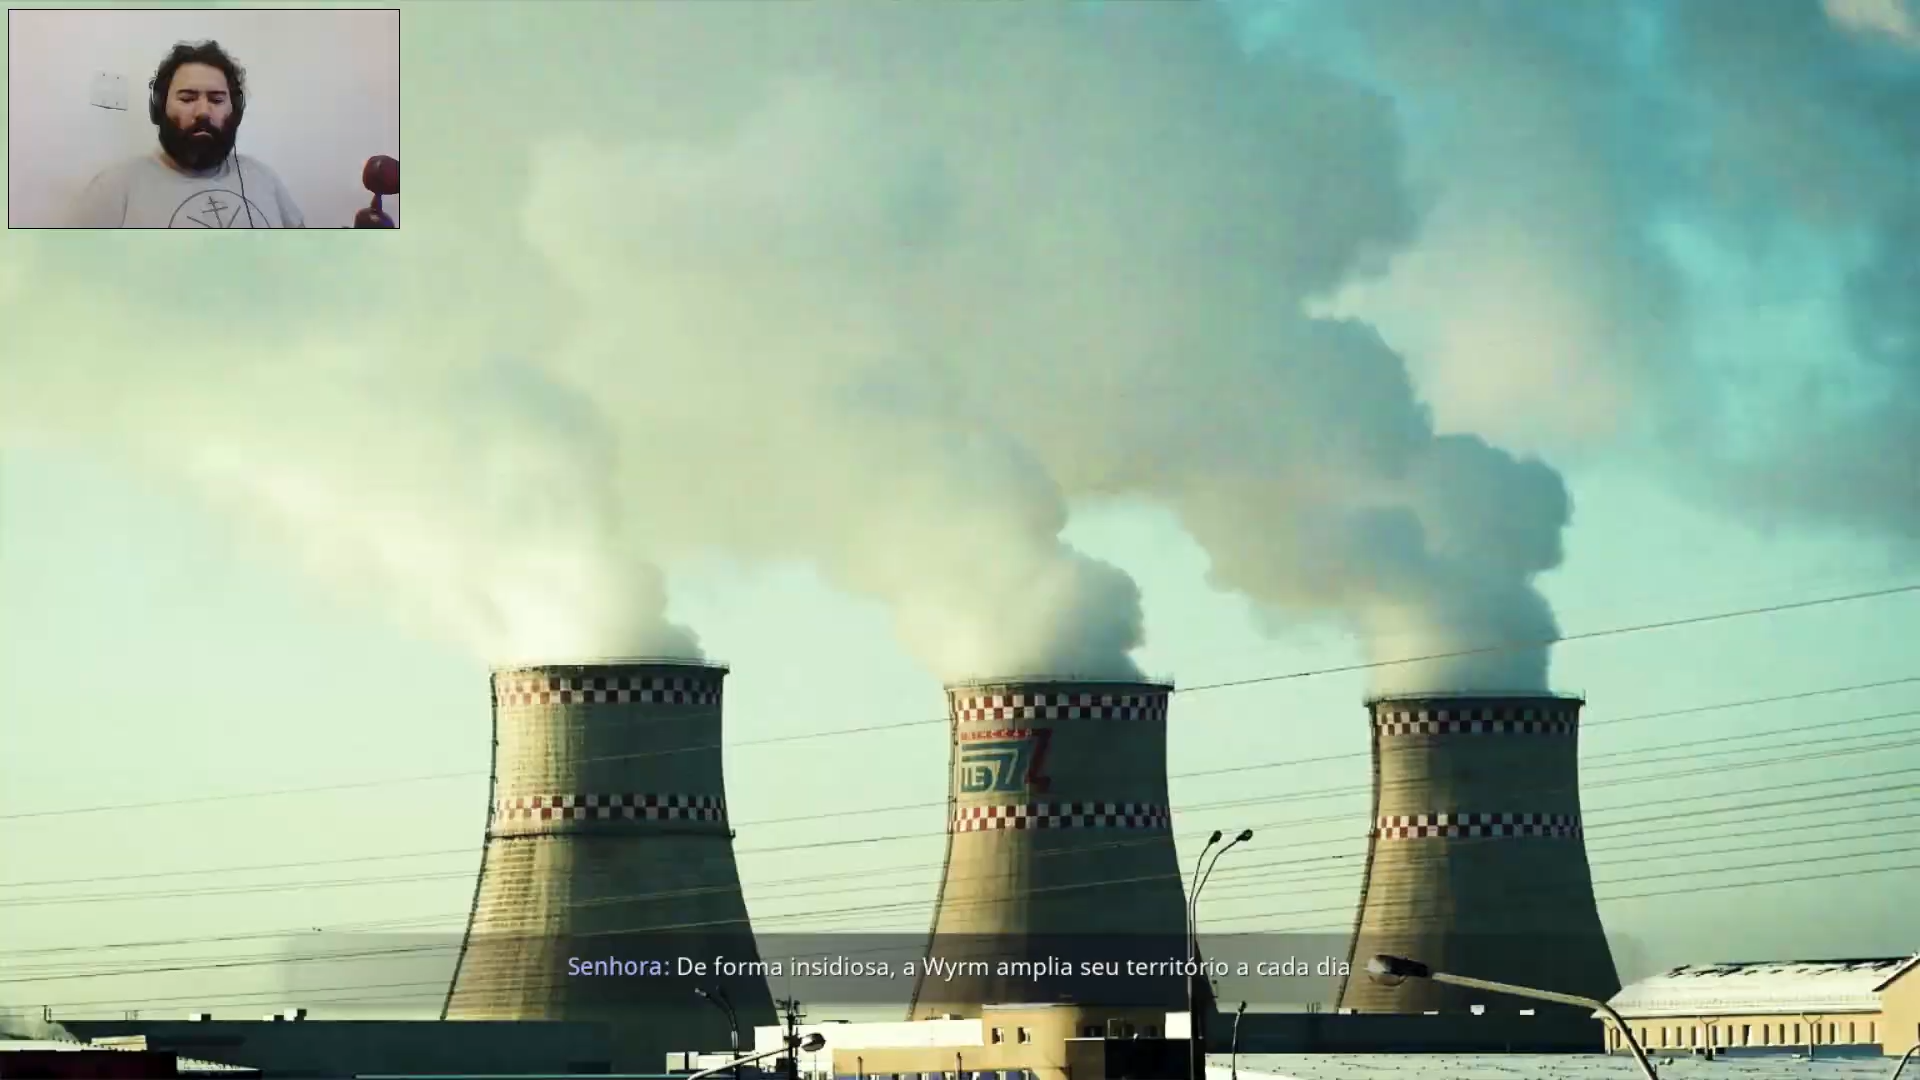 Senhora: De forma insidiosa, a Wyrm amplia seu território a cada dia